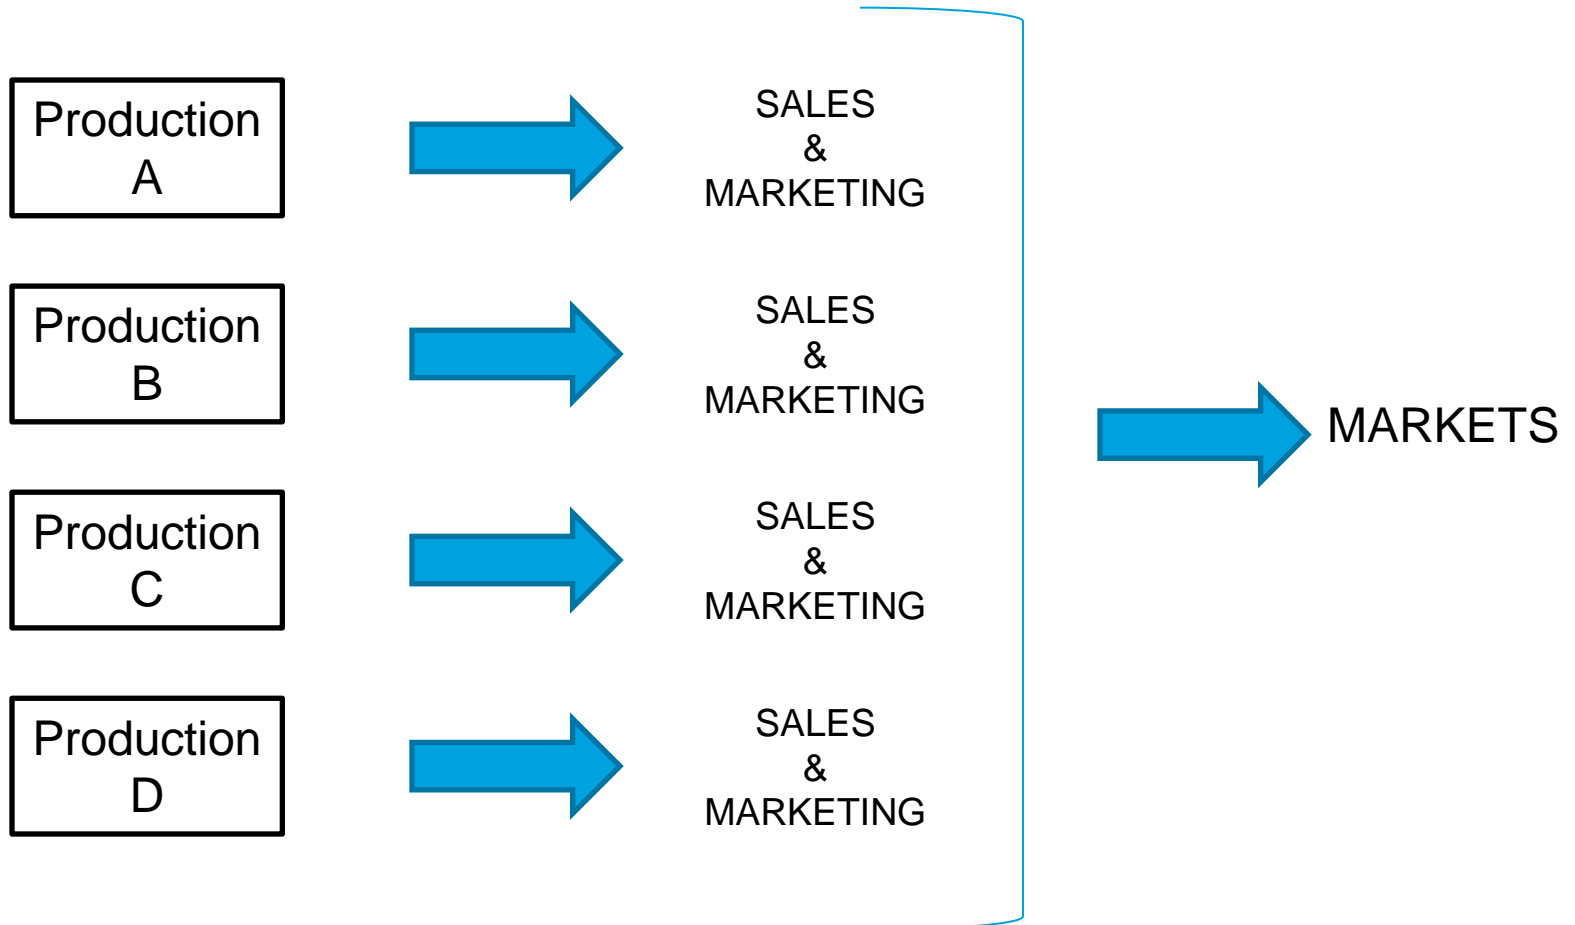 Production
A
SALES
&
MARKETING
Production
B
SALES
&
MARKETING
MARKETS
Production
C
SALES
&
MARKETING
Production
D
SALES
&
MARKETING